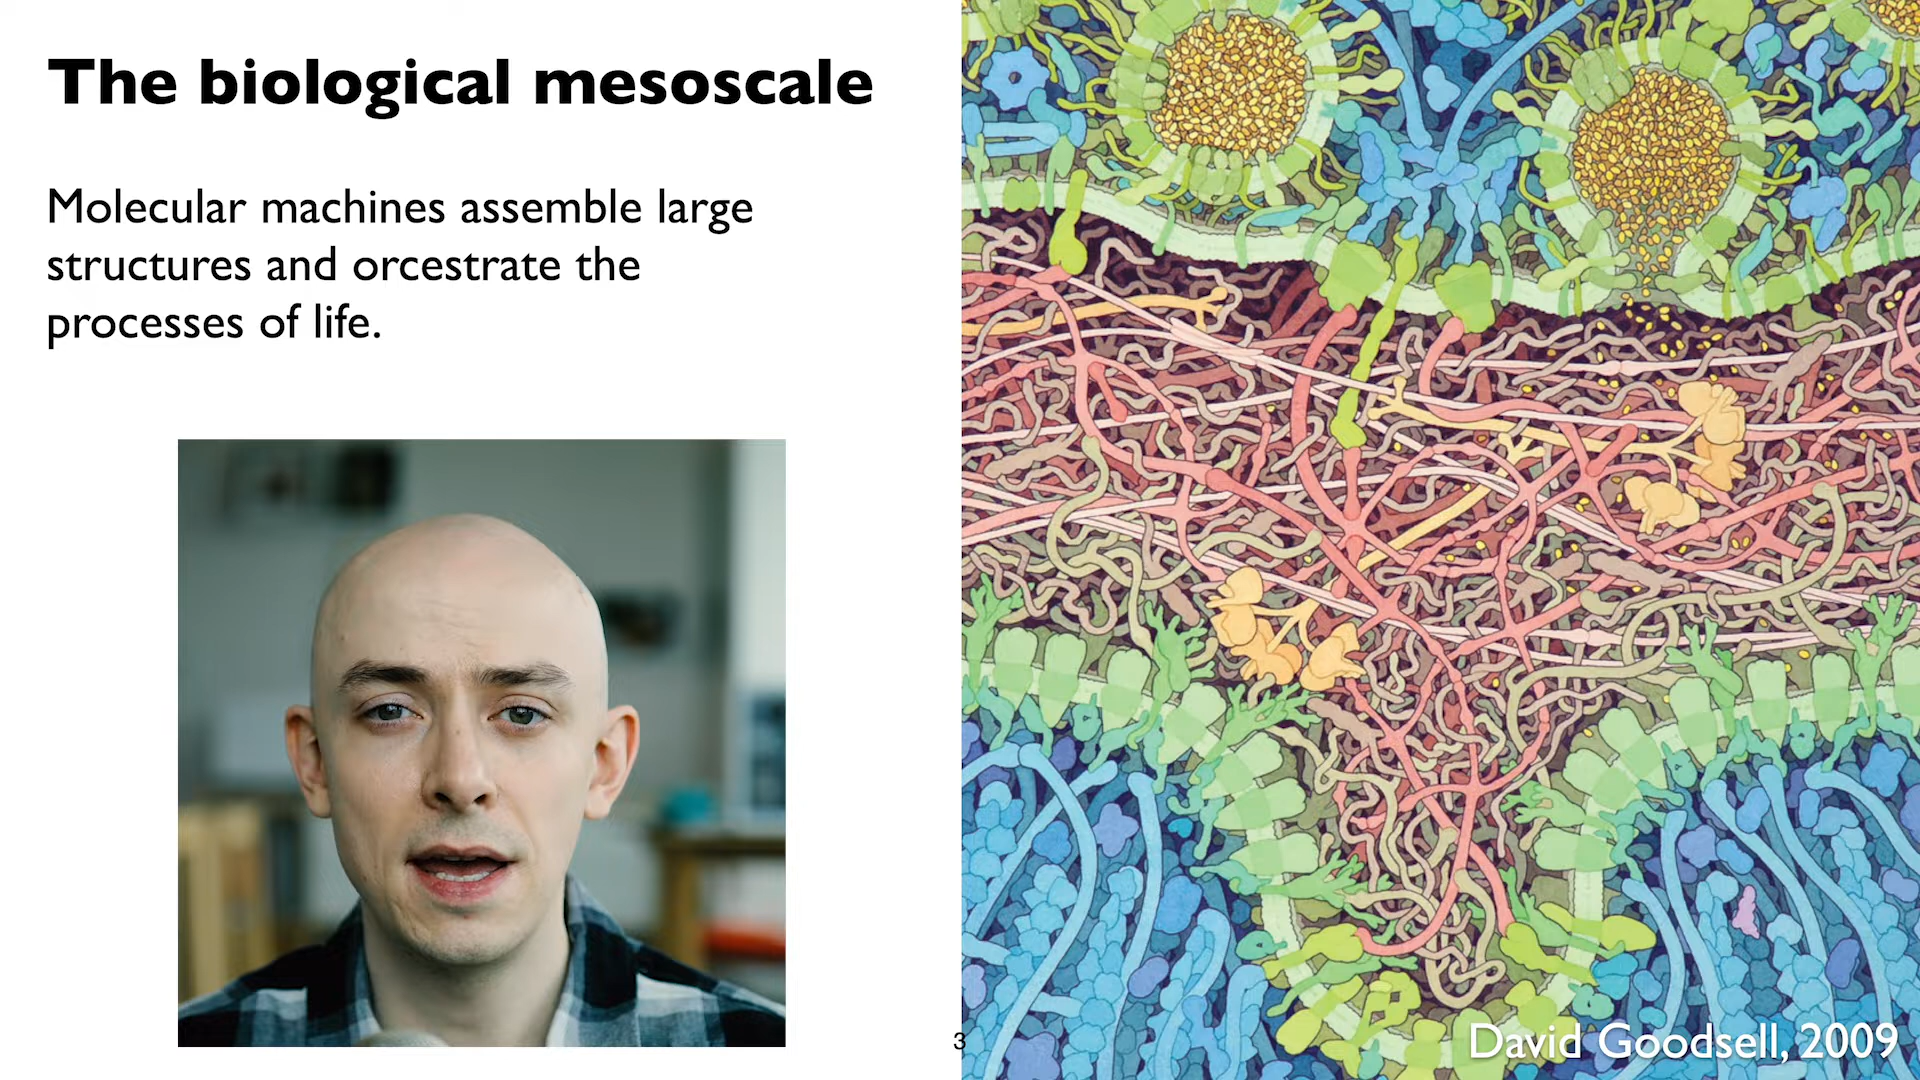 The biological mesoscale
Molecular machines assemble large
structures and orcestrate the
processes of life.
3
David Goodsell, 2009